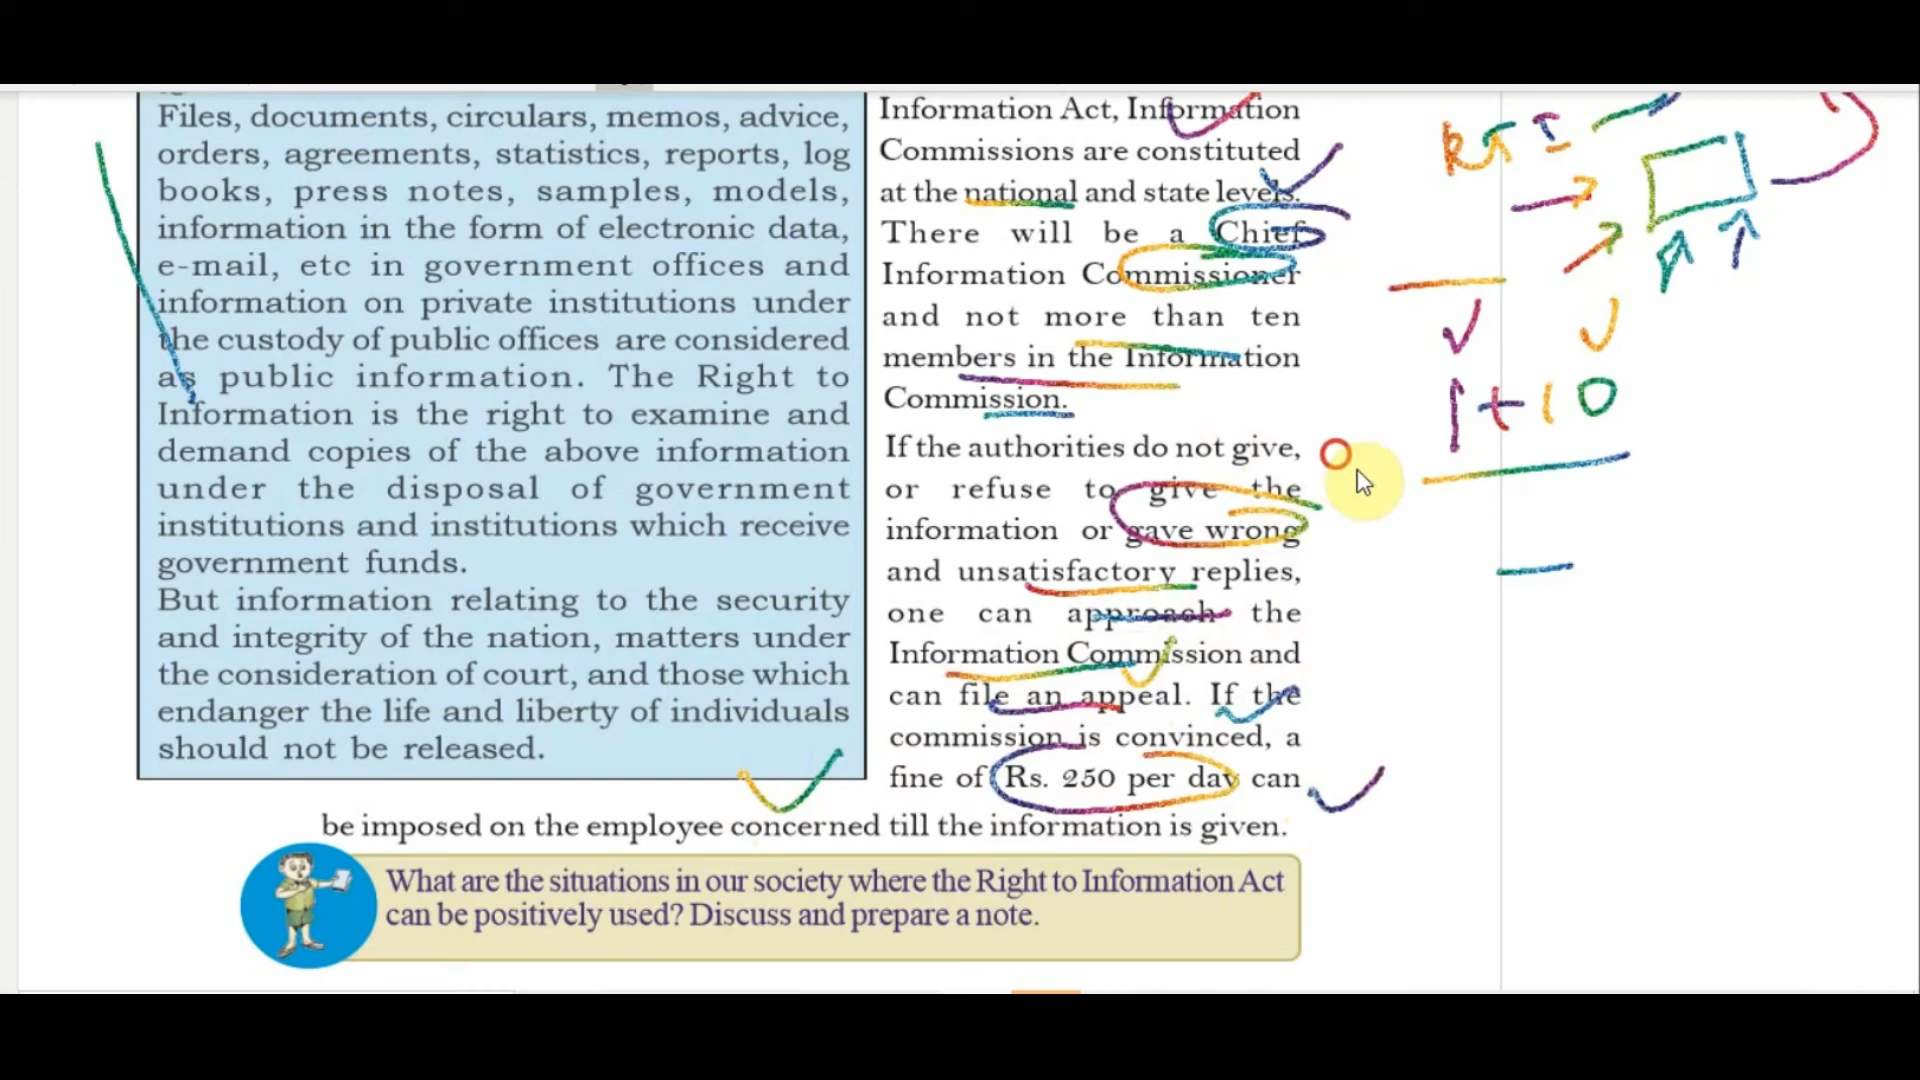 Files, documents, circulars, memos, advice,
orders, agreements, statistics, reports, log
books, press notes, samples, models,
information in the form of electronic data,
e-mail, etc in government offices and
information on private institutions under
the custody of public offices are considered
as public information. The Right to
Information is the right to examine and
demand copies of the above information
under the disposal of government
institutions and institutions which receive
government funds.
But information relating to the security
and integrity of the nation, matters under
the consideration of court, and those which
endanger the life and liberty of individuals
should not be released.
Information Act, Information
Commissions are constituted
at the national and state levels.
There will be a Chief
Information Commissioner
and not more than ten
members in the Information
Commission.
If the authorities do not give,
or refuse to give the
information or gave wrong
and unsatisfactory replies,
one can approach the
Information Commission and
can file an appeal. If the
commission is convinced, a
fine of Rs. 250 per day can
be imposed on the employee concerned till the information is given.
What are the situations in our society where the Right to Information Act
can be positively used? Discuss and prepare a note.
RTI
1+10